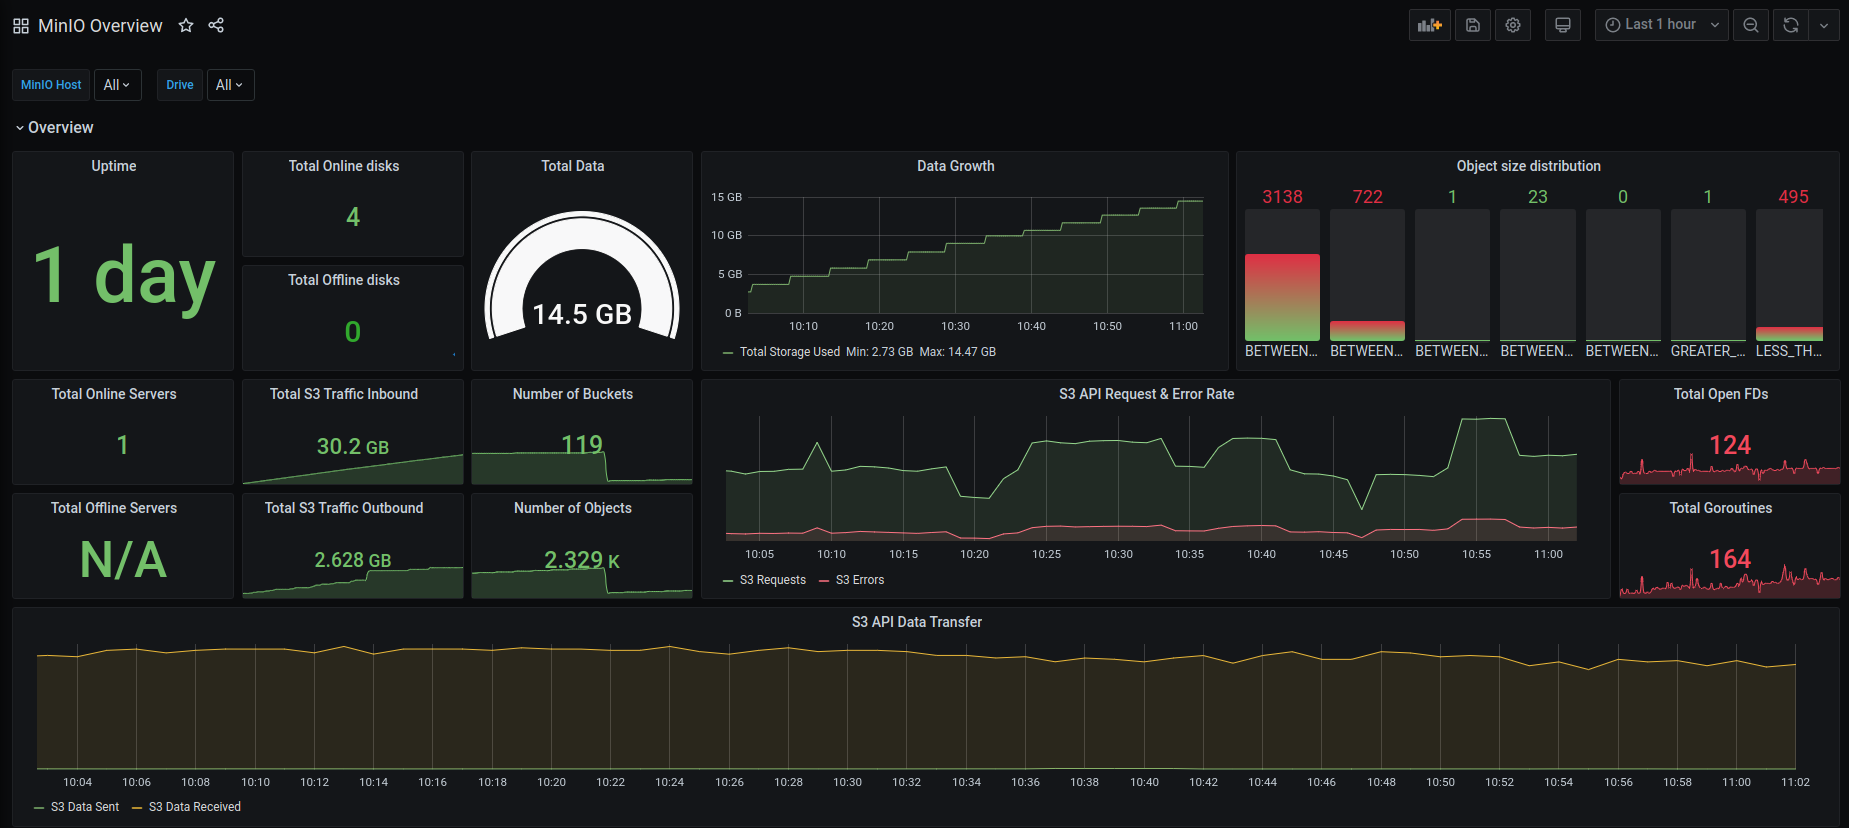 MinIO Overview
Last 1 hour
MinIO Host All Drive All
Overview
Uptime
1 day
Total Online disks
4
Total Offline disks
0
Total Data
14.5 GB
Data Growth
15 GB
10 GB
5 GB
0 B
10:10 10:20 10:30 10:40 10:50 11:00
Total Storage Used Min: 2.73 GB Max: 14.47 GB
Object size distribution
3138 722 1 23 0 1 495
BETWEEN... BETWEEN... BETWEEN... BETWEEN... BETWEEN... GREATER_... LESS_TH...
Total Online Servers
1
Total S3 Traffic Inbound
30.2 GB
Number of Buckets
119
S3 API Request & Error Rate
10:05 10:10 10:15 10:20 10:25 10:30 10:35 10:40 10:45 10:50 10:55 11:00
S3 Requests S3 Errors
Total Open FDs
124
Total Offline Servers
N/A
Total S3 Traffic Outbound
2.628 GB
Number of Objects
2.329 K
Total Goroutines
164
S3 API Data Transfer
10:04 10:06 10:08 10:10 10:12 10:14 10:16 10:18 10:20 10:22 10:24 10:26 10:28 10:30 10:32 10:34 10:36 10:38 10:40 10:42 10:44 10:46 10:48 10:50 10:52 10:54 10:56 10:58 11:00 11:02
S3 Data Sent S3 Data Received